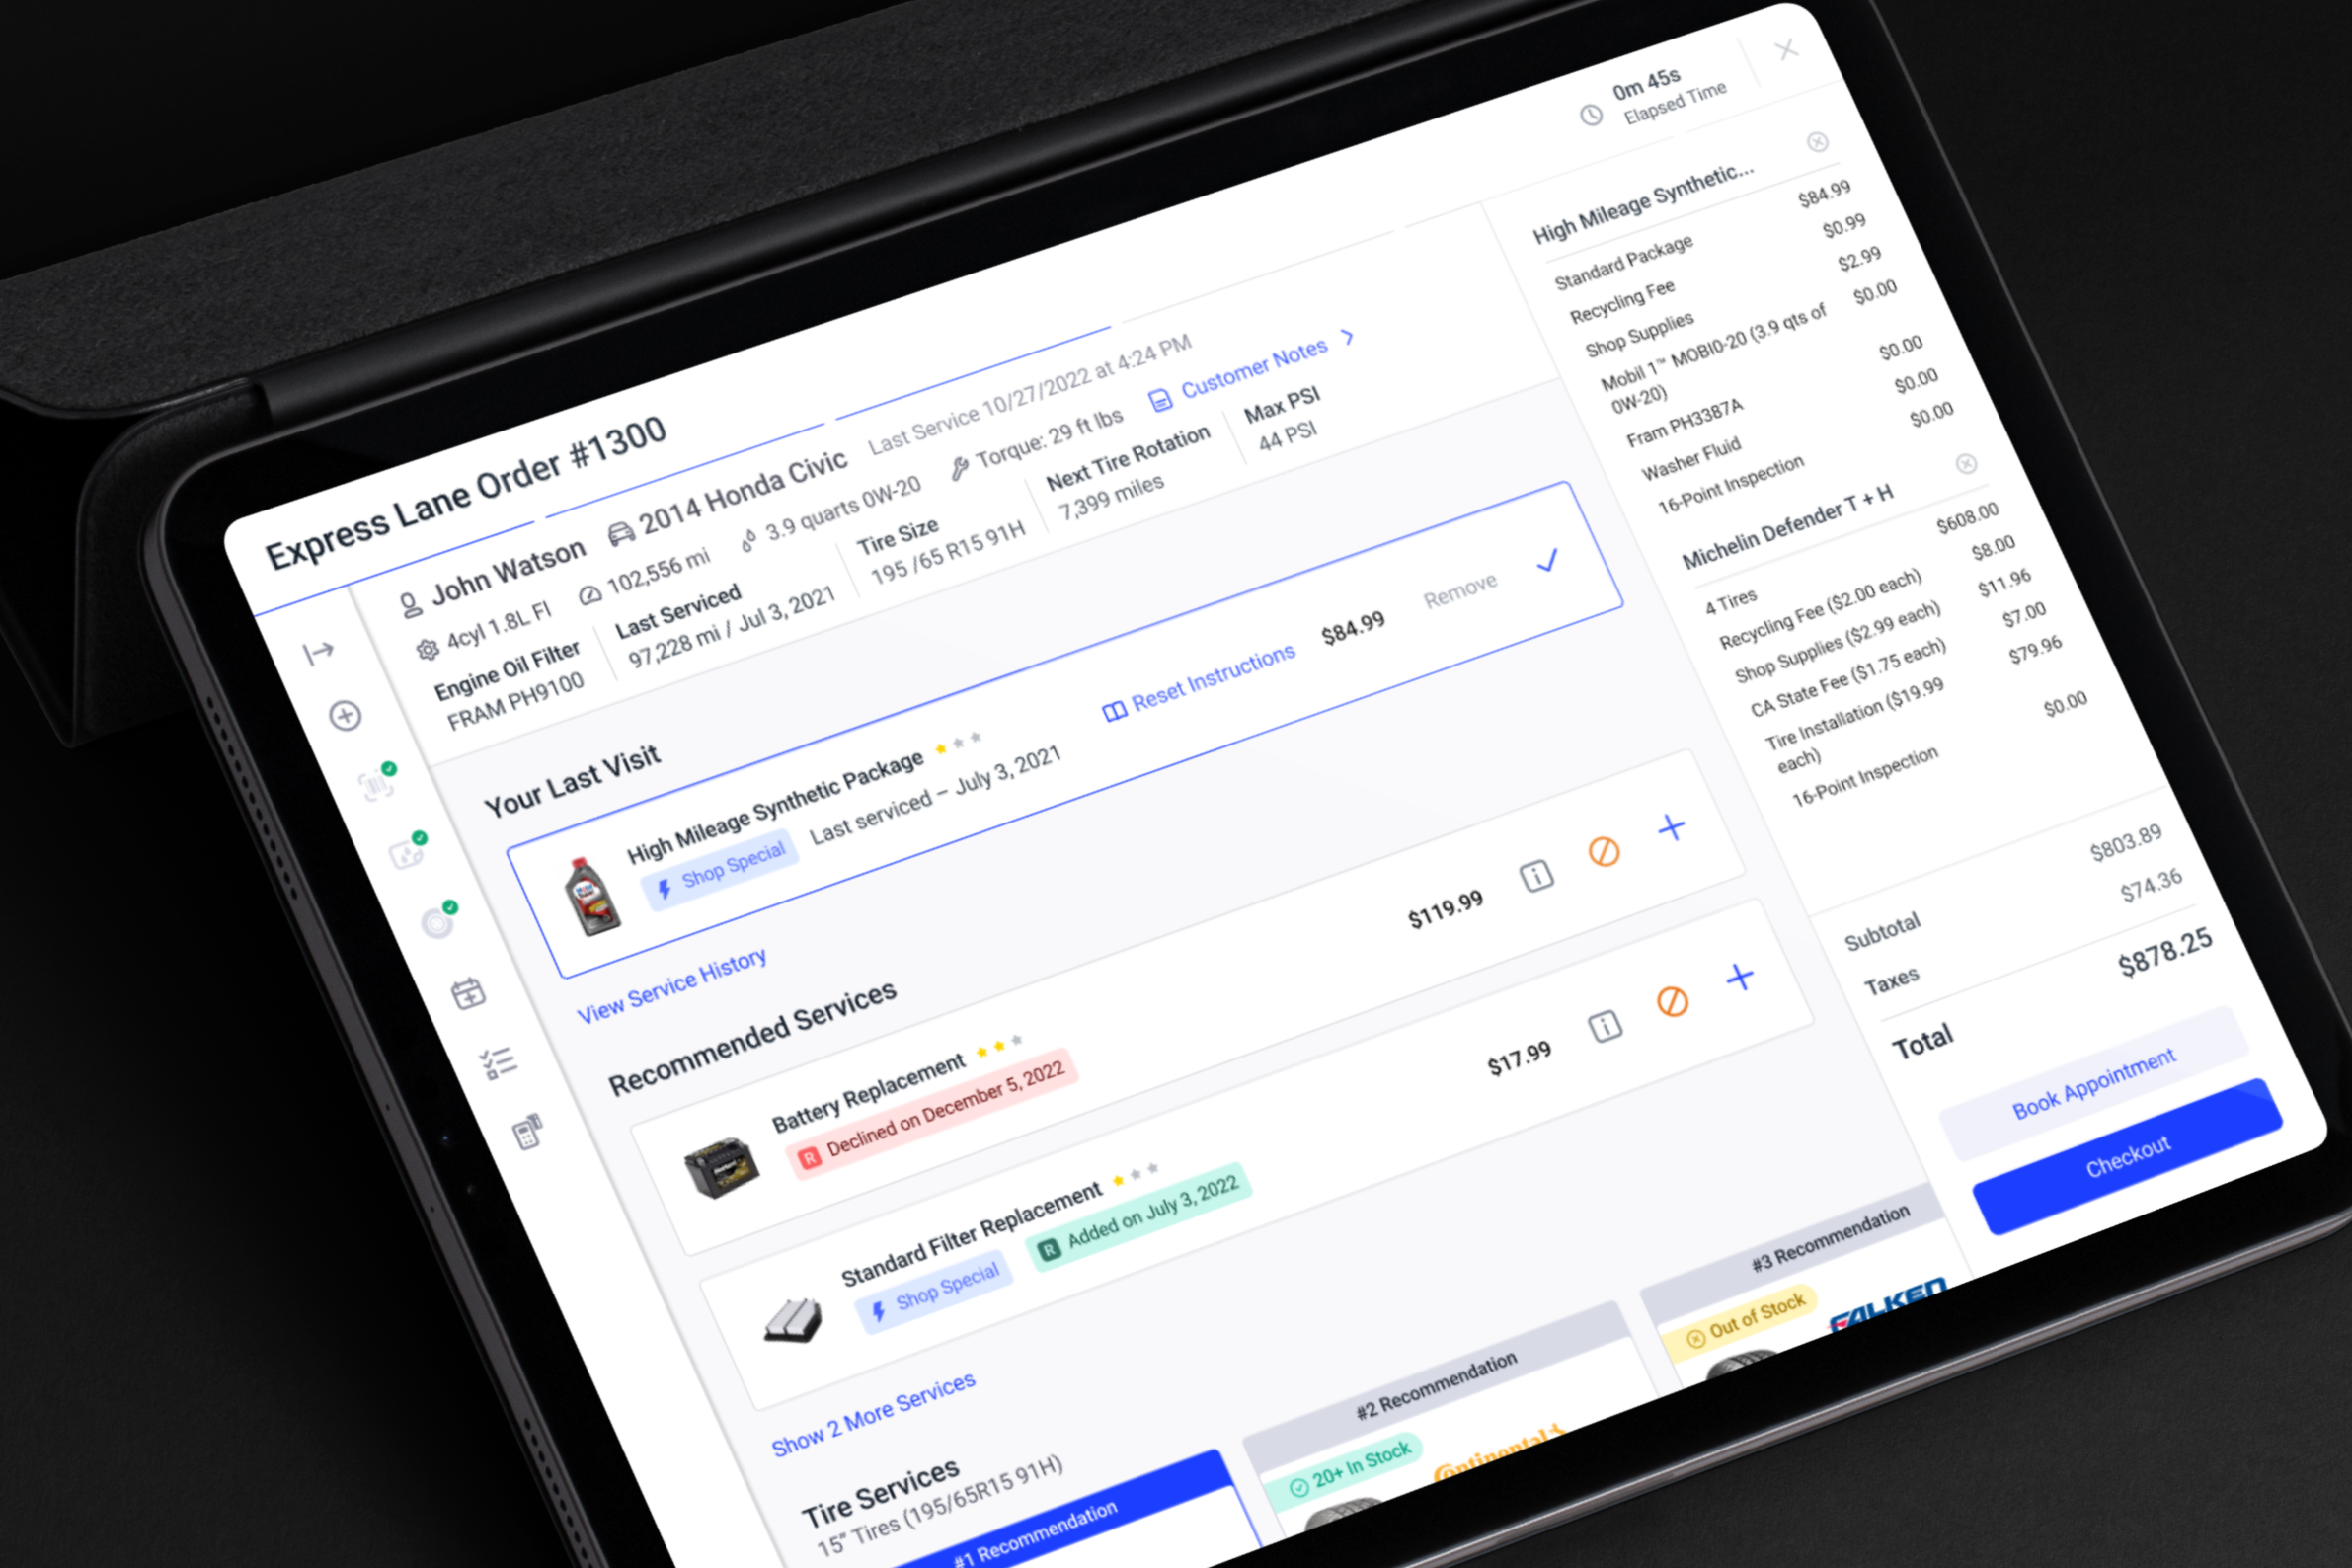 0m 45s
Elapsed Time
Express Lane Order #1300
John Watson
2014 Honda Civic
Last Service 10/27/2022 at 4:24 PM
4cyl 1.8L FI
102,556 mi
3.9 quarts 0W-20
Torque: 29 ft lbs
Customer Notes
Engine Oil Filter
FRAM PH9100
Last Serviced
97,228 mi / Jul 3, 2021
Tire Size
195 /65 R15 91H
Next Tire Rotation
7,399 miles
Max PSI
44 PSI
Your Last Visit
High Mileage Synthetic Package
Shop Special
Last serviced – July 3, 2021
Reset Instructions
$84.99
Remove
View Service History
Recommended Services
Battery Replacement
R Declined on December 5, 2022
$119.99
Standard Filter Replacement
Shop Special
R Added on July 3, 2022
$17.99
Show 2 More Services
Tire Services
15" Tires (195/65R15 91H)
#1 Recommendation
#2 Recommendation
20+ In Stock
Continental
#3 Recommendation
Out of Stock
FALKEN
High Mileage Synthetic...
Standard Package $84.99
Recycling Fee $0.99
Shop Supplies $2.99
Mobil 1™ MOBI0-20 (3.9 qts of $0.00
0W-20)
Fram PH3387A $0.00
Washer Fluid $0.00
16-Point Inspection $0.00
Michelin Defender T + H
4 Tires $608.00
Recycling Fee ($2.00 each) $8.00
Shop Supplies ($2.99 each) $11.96
CA State Fee ($1.75 each) $7.00
Tire Installation ($19.99 $79.96
each)
16-Point Inspection $0.00
Subtotal $803.89
Taxes $74.36
Total $878.25
Book Appointment
Checkout